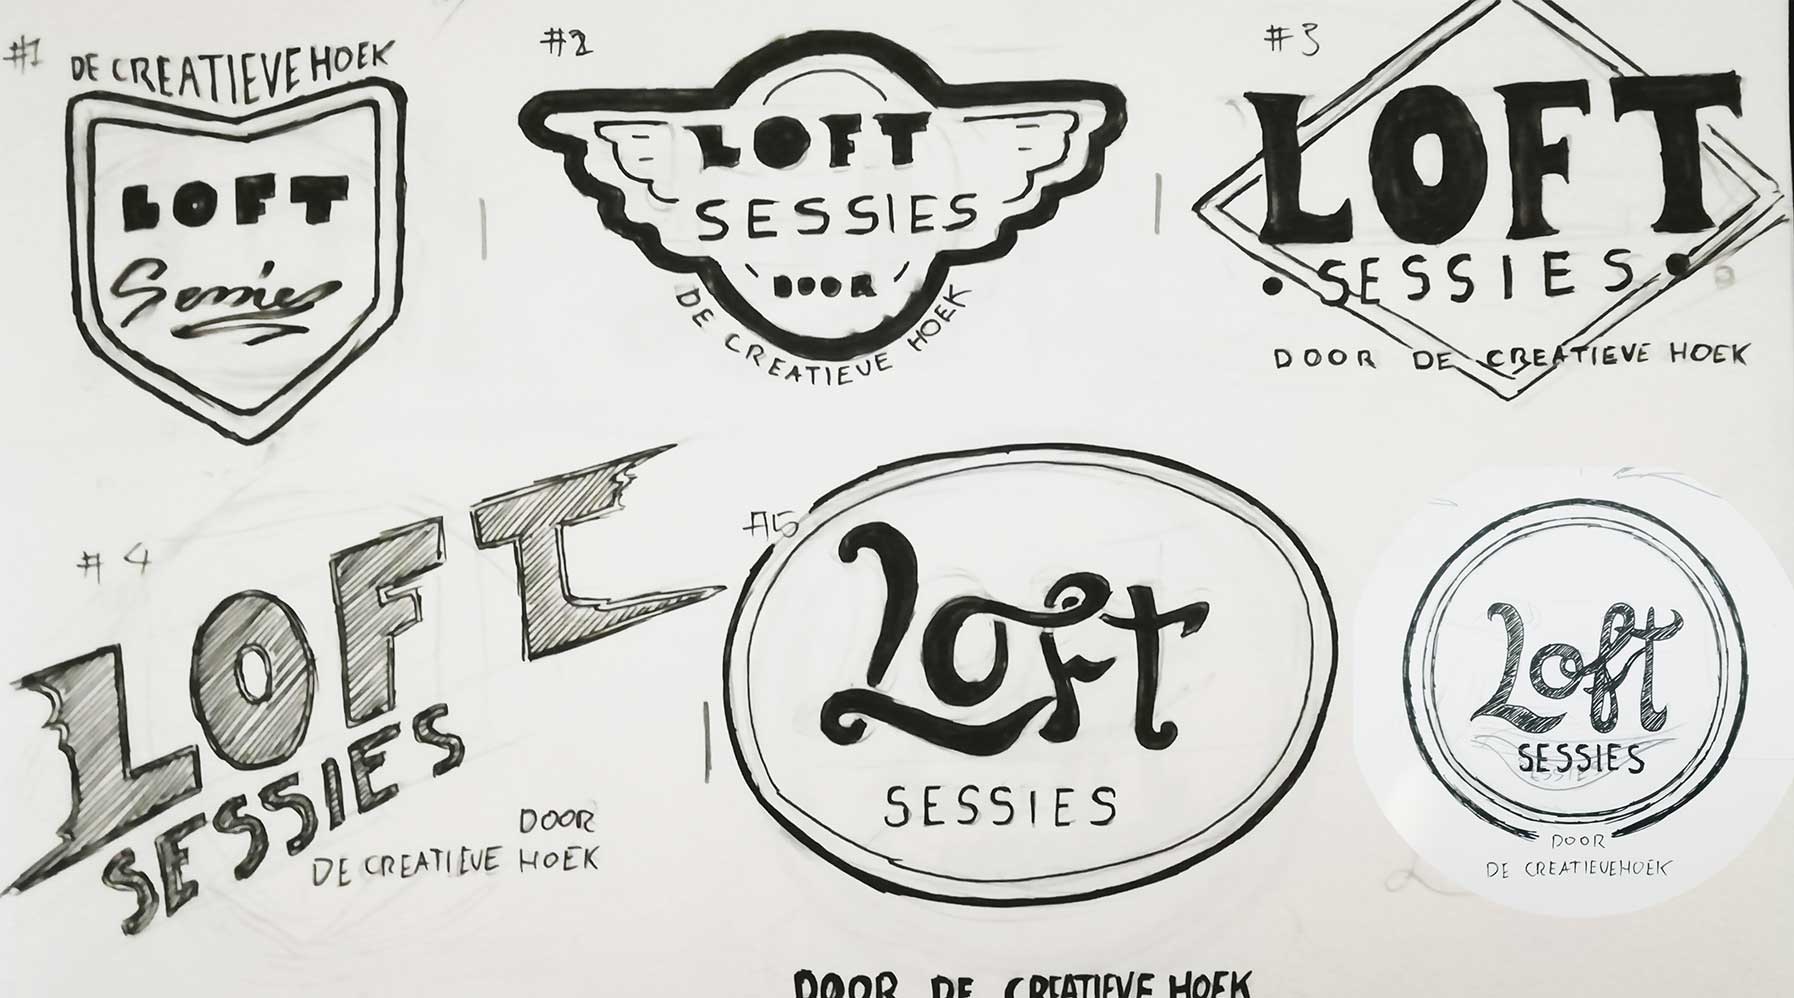 #1
DE CREATIEVE HOEK
LOFT
Sessies
#2
LOFT
SESSIES
DOOR
DE CREATIEVE HOEK
#3
LOFT
SESSIES
DOOR DE CREATIEVE HOEK
#4
LOFT
SESSIES
DOOR
DE CREATIEVE HOEK
#5
Loft
SESSIES
DOOR DE CREATIEVE HOEK
Loft
SESSIES
DOOR
DE CREATIEVEHOEK